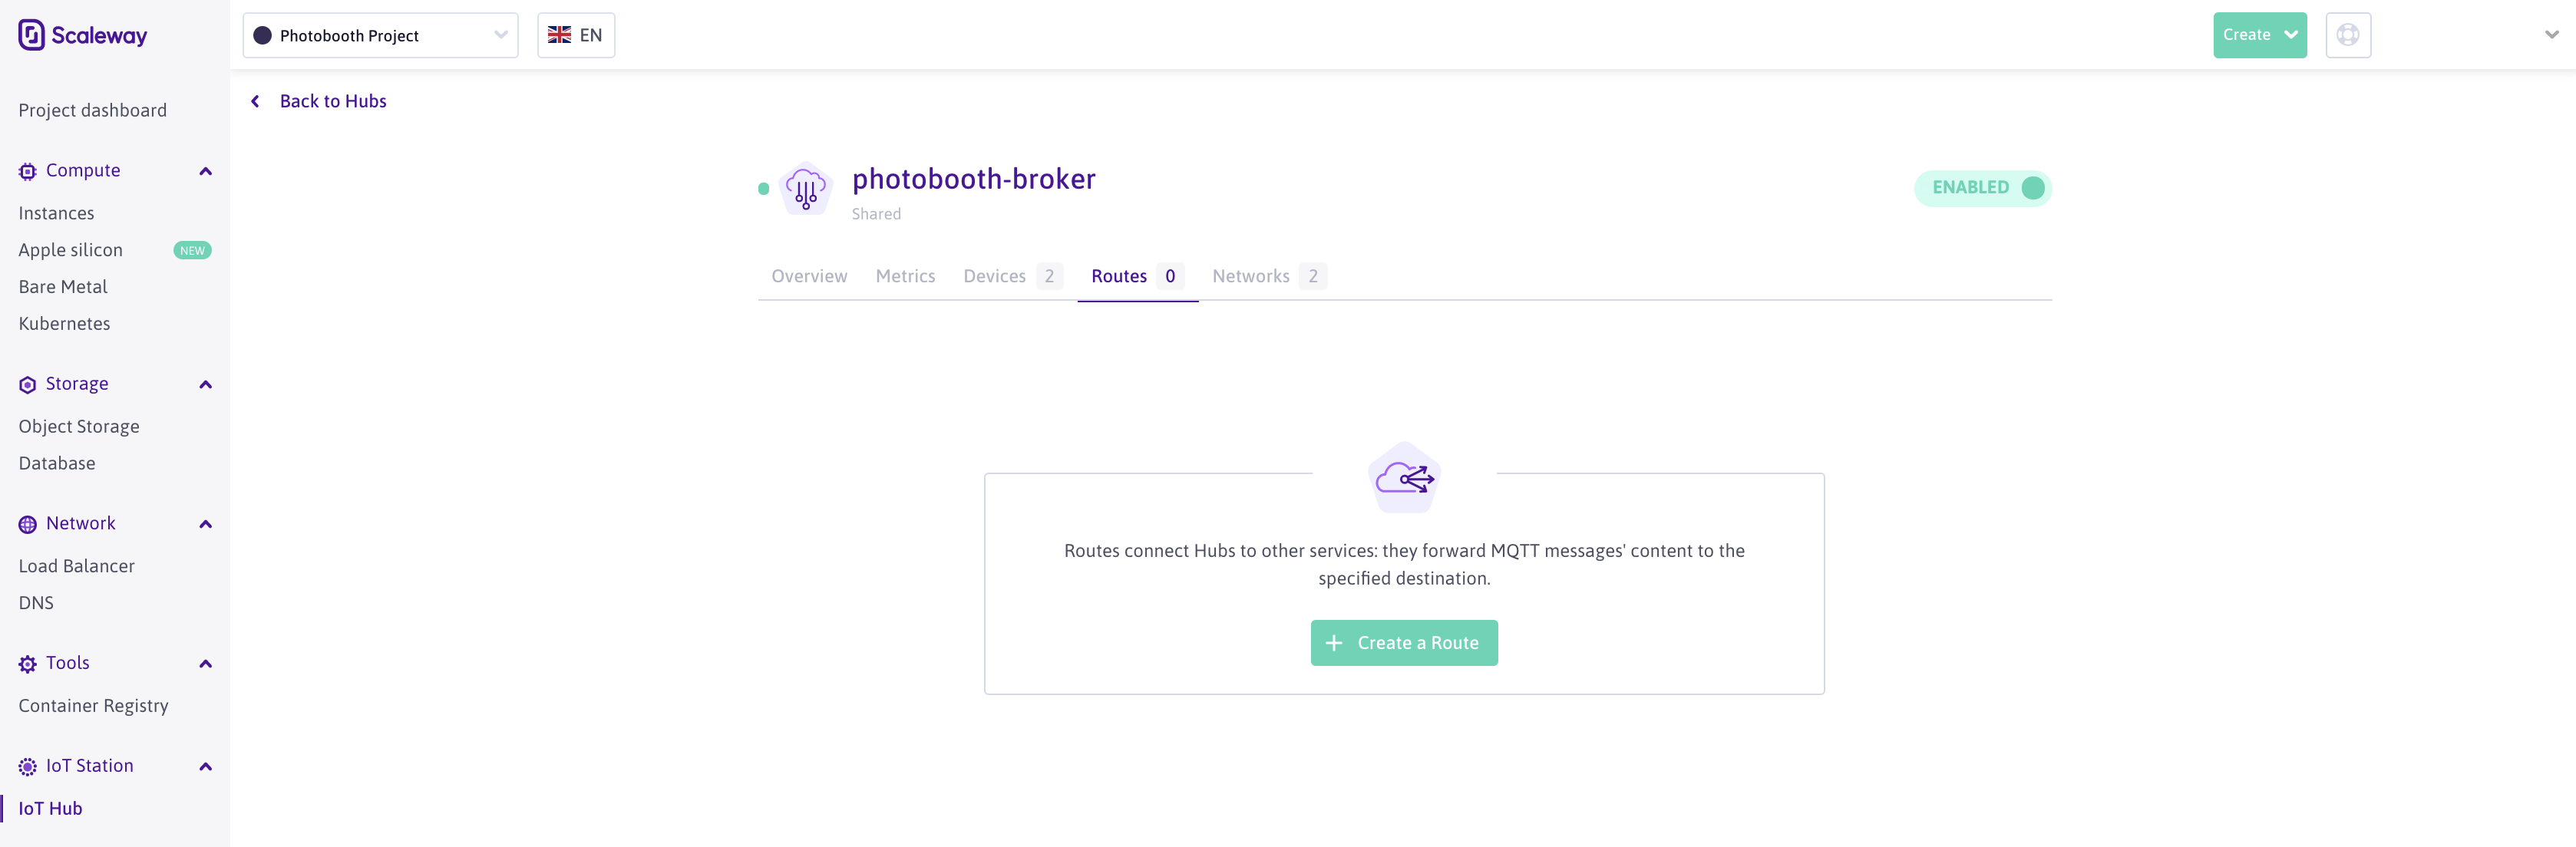 Scaleway
Photobooth Project
EN
Create
Project dashboard
Compute
Instances
Apple silicon NEW
Bare Metal
Kubernetes
Storage
Object Storage
Database
Network
Load Balancer
DNS
Tools
Container Registry
IoT Station
IoT Hub
Back to Hubs
photobooth-broker
Shared
ENABLED
Overview Metrics Devices 2 Routes 0 Networks 2
Routes connect Hubs to other services: they forward MQTT messages' content to the
specified destination.
+ Create a Route